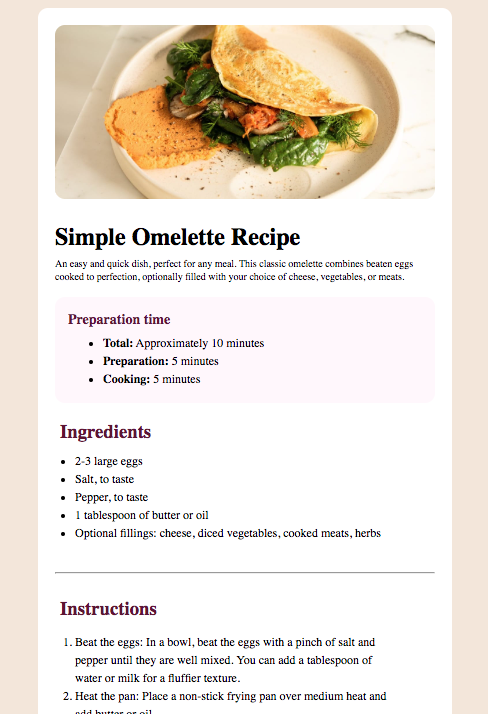 Simple Omelette Recipe
An easy and quick dish, perfect for any meal. This classic omelette combines beaten eggs
cooked to perfection, optionally filled with your choice of cheese, vegetables, or meats.
Preparation time
• Total: Approximately 10 minutes
• Preparation: 5 minutes
• Cooking: 5 minutes
Ingredients
• 2-3 large eggs
• Salt, to taste
• Pepper, to taste
• 1 tablespoon of butter or oil
• Optional fillings: cheese, diced vegetables, cooked meats, herbs
Instructions
1. Beat the eggs: In a bowl, beat the eggs with a pinch of salt and
pepper until they are well mixed. You can add a tablespoon of
water or milk for a fluffier texture.
2. Heat the pan: Place a non-stick frying pan over medium heat and
add butter or oil